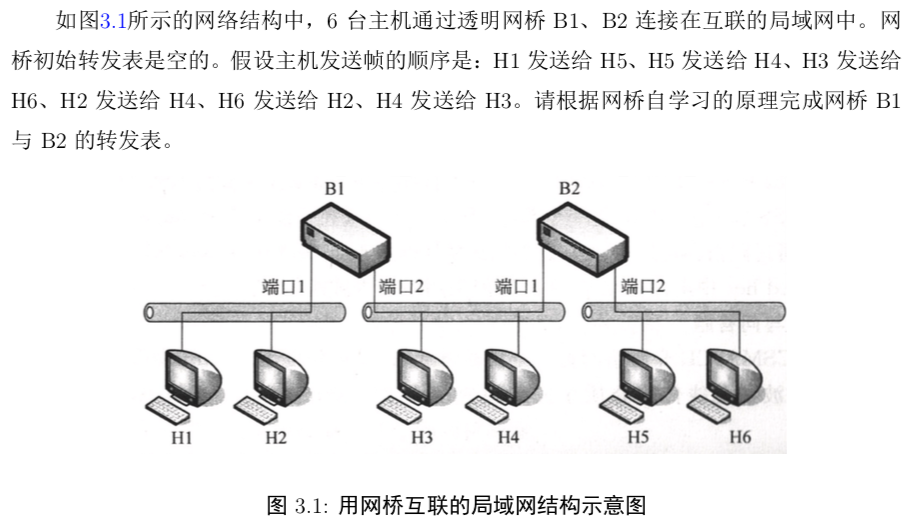 如图3.1所示的网络结构中，6 台主机通过透明网桥 B1、B2 连接在互联的局域网中。网
桥初始转发表是空的。假设主机发送帧的顺序是：H1 发送给 H5、H5 发送给 H4、H3 发送给
H6、H2 发送给 H4、H6 发送给 H2、H4 发送给 H3。请根据网桥自学习的原理完成网桥 B1
与 B2 的转发表。
B1 B2
端口1 端口2 端口1 端口2
H1 H2 H3 H4 H5 H6
图 3.1: 用网桥互联的局域网结构示意图